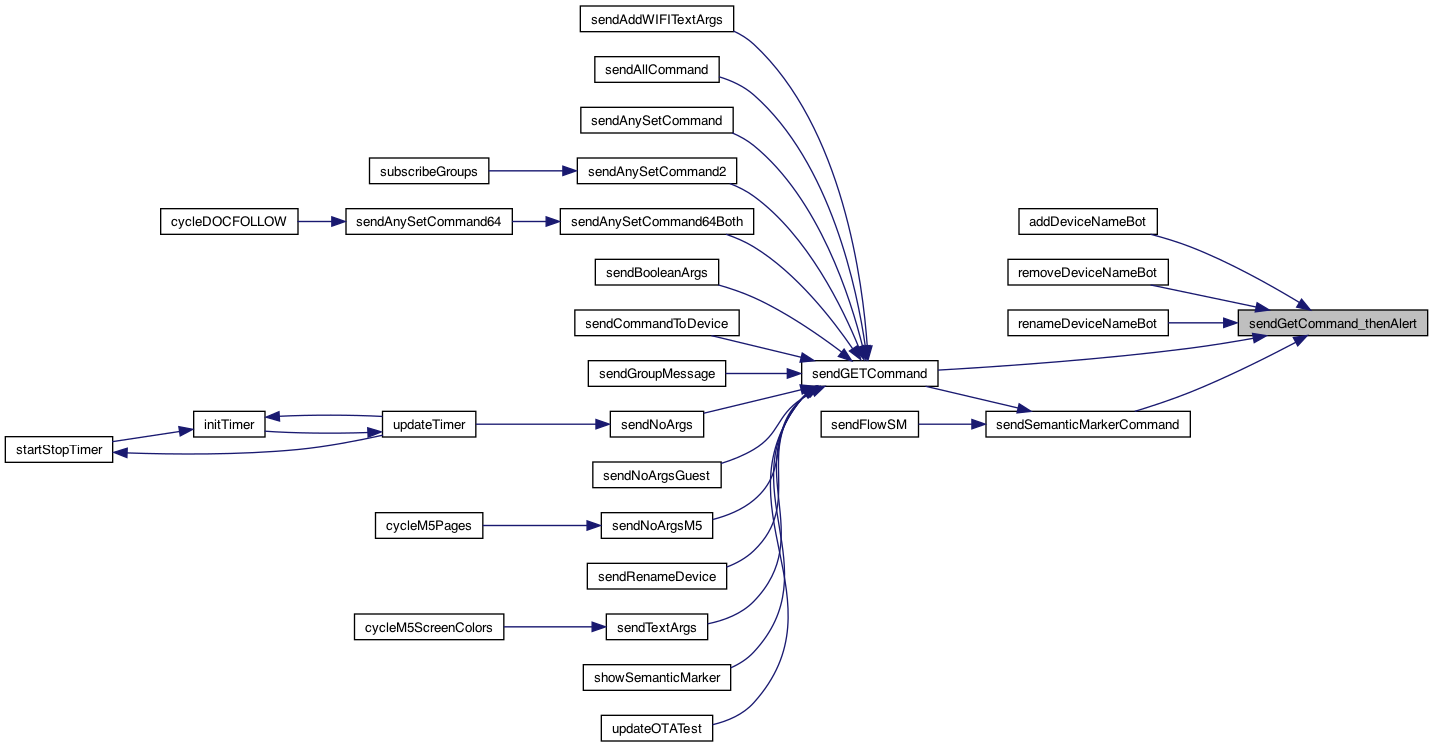 sendAddWIFITextArgs
sendAllCommand
sendAnySetCommand
subscribeGroups
sendAnySetCommand2
cycleDOCFOLLOW
sendAnySetCommand64
sendAnySetCommand64Both
addDeviceNameBot
sendBooleanArgs
removeDeviceNameBot
sendCommandToDevice
renameDeviceNameBot
sendGetCommand_thenAlert
sendGroupMessage
sendGETCommand
initTimer
updateTimer
sendNoArgs
sendFlowSM
sendSemanticMarkerCommand
startStopTimer
sendNoArgsGuest
cycleM5Pages
sendNoArgsM5
sendRenameDevice
cycleM5ScreenColors
sendTextArgs
showSemanticMarker
updateOTATest